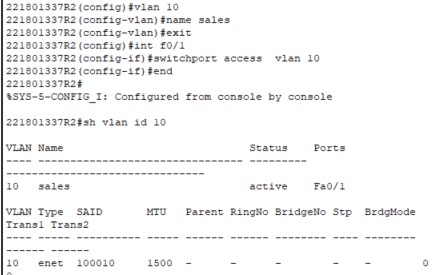 221801337R2(config)#vlan 10
221801337R2(config-vlan)#name sales
221801337R2(config-vlan)#exit
221801337R2(config)#int f0/1
221801337R2(config-if)#switchport access  vlan 10
221801337R2(config-if)#end
221801337R2#
%SYS-5-CONFIG_I: Configured from console by console
221801337R2#sh vlan id 10
VLAN Name                             Status    Ports
---- -------------------------------- ---------
-------------------------------
10   sales                            active    Fa0/1
VLAN Type  SAID       MTU   Parent RingNo BridgeNo Stp  BrdgMode
Trans1 Trans2
---- ----- ---------- ----- ------ ------ -------- ---- --------
------ ------
10   enet  100010     1500  -      -      -        -    -        0
0